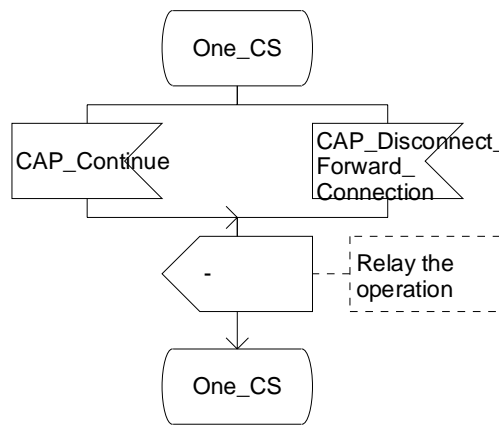 One_CS
CAP_Continue
CAP_Disconnect_
Forward_
Connection
-
Relay the
operation
One_CS